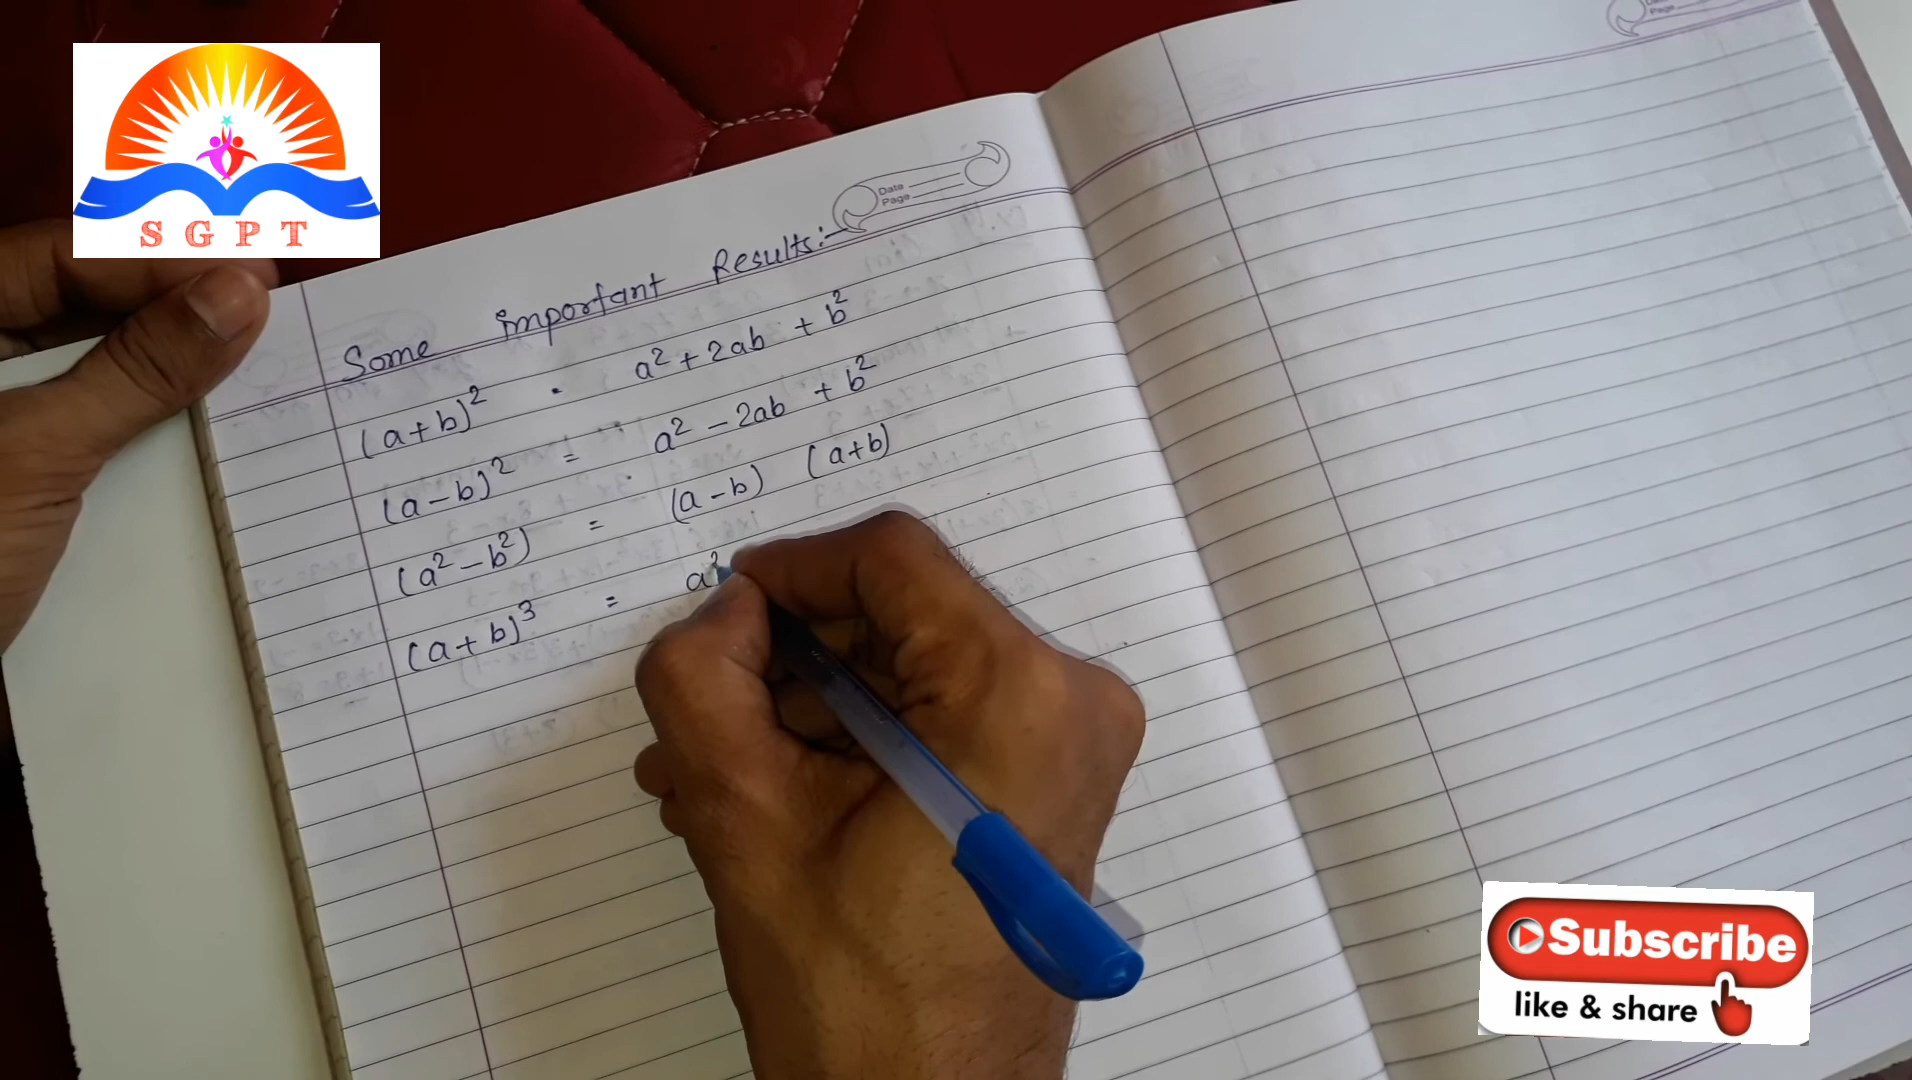 SGPT
Date
Page
Some important Results:-
(a+b)² = a² + 2ab + b²
(a-b)² = a² - 2ab + b²
(a² - b²) = (a-b) (a+b)
(a+b)³ = a³
Subscribe
like & share